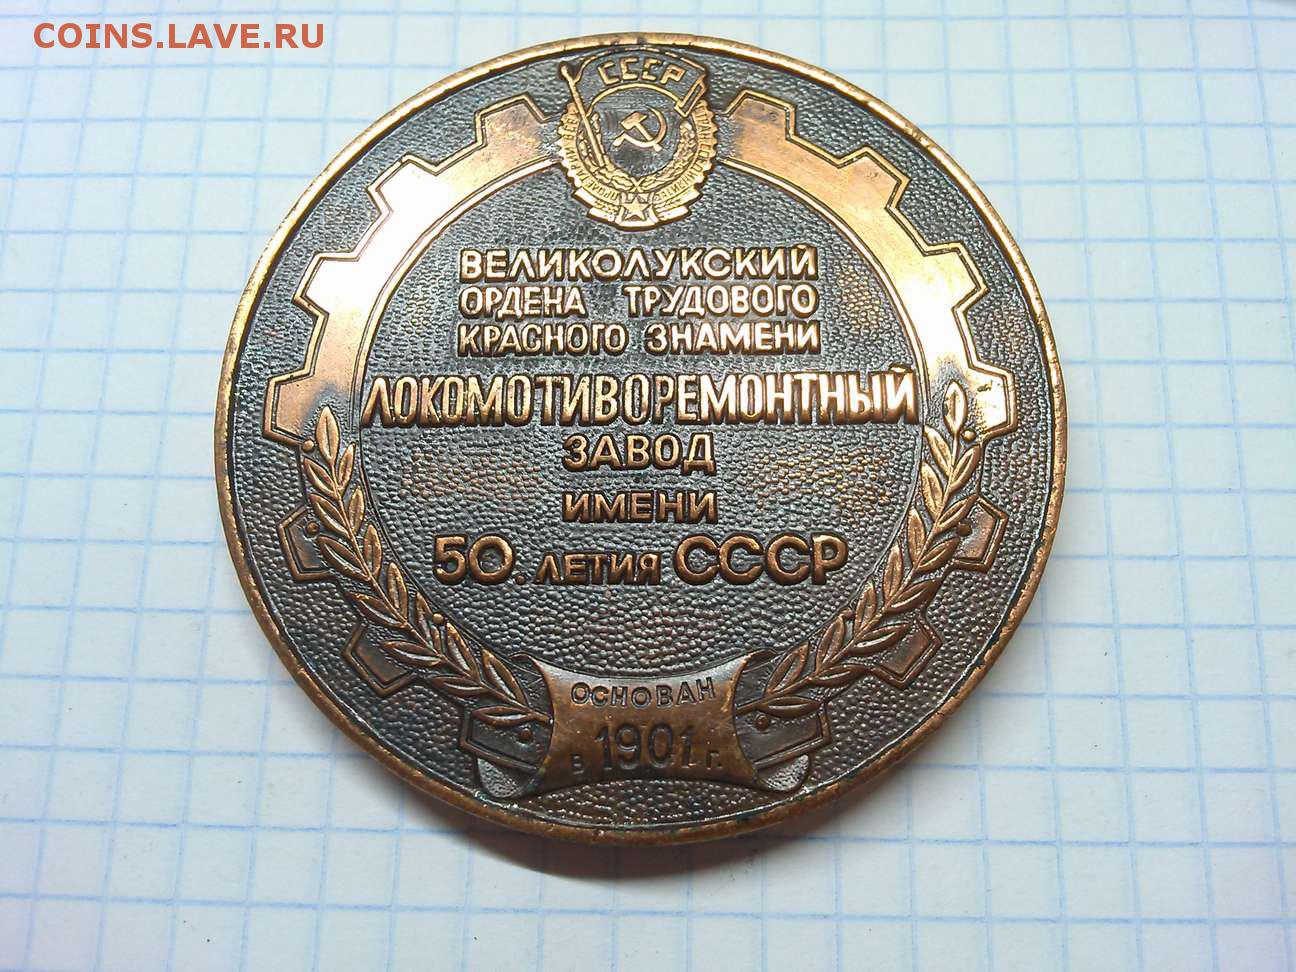 COINS.LAVE.RU
СССР
ВЕЛИКОЛУКСКИЙ
ОРДЕНА ТРУДОВОГО
КРАСНОГО ЗНАМЕНИ
ЛОКОМОТИВОРЕМОНТНЫЙ
ЗАВОД
ИМЕНИ
50. ЛЕТИЯ СССР
ОСНОВАН
В 1901 Г.